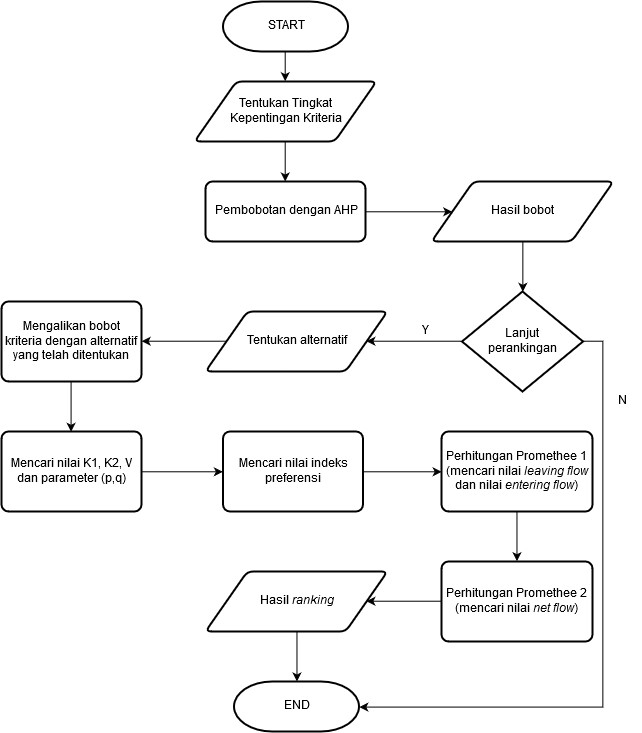 START
Tentukan Tingkat
Kepentingan Kriteria
Pembobotan dengan AHP
Hasil bobot
Lanjut
perankingan
Y
N
Tentukan alternatif
Mengalikan bobot
kriteria dengan alternatif
yang telah ditentukan
Mencari nilai K1, K2, V
dan parameter (p,q)
Mencari nilai indeks
preferensi
Perhitungan Promethee 1
(mencari nilai leaving flow
dan nilai entering flow)
Perhitungan Promethee 2
(mencari nilai net flow)
Hasil ranking
END